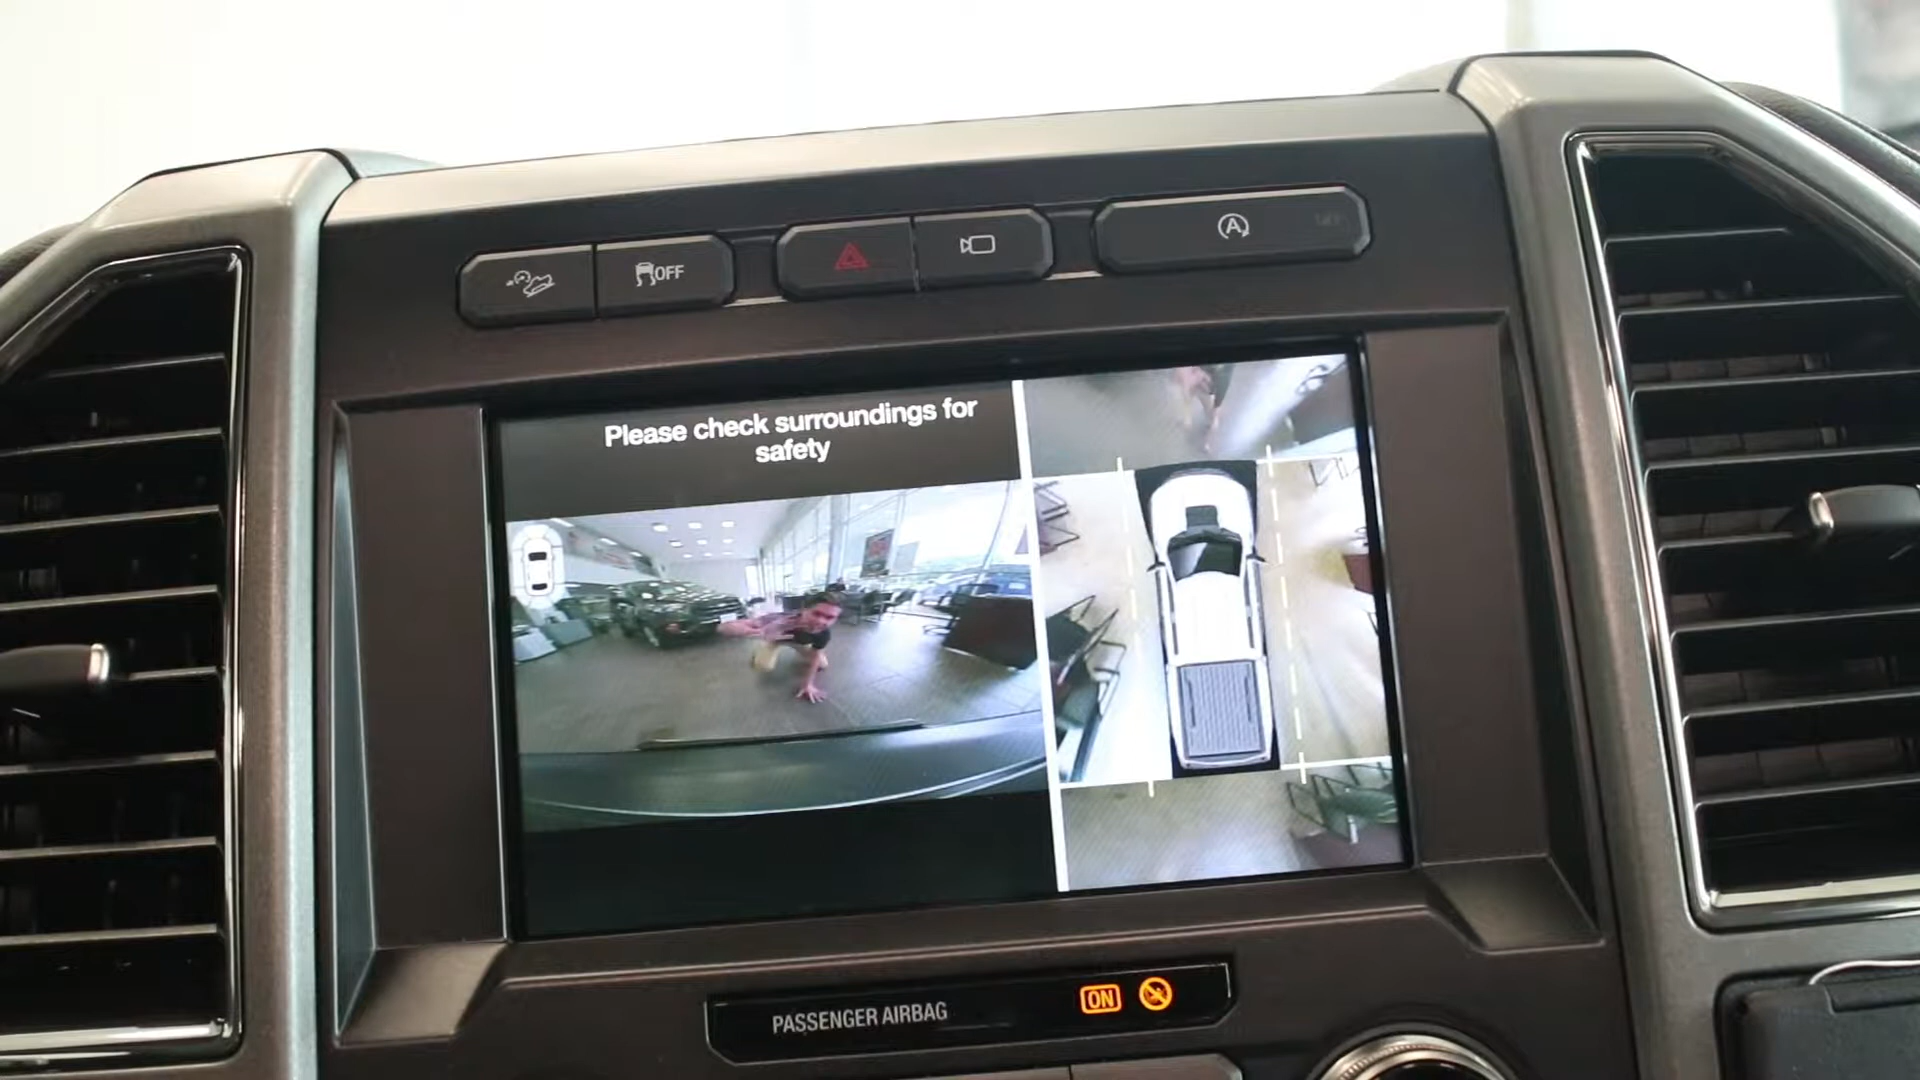 OFF
A
Please check surroundings for
safety
PASSENGER AIRBAG
ON